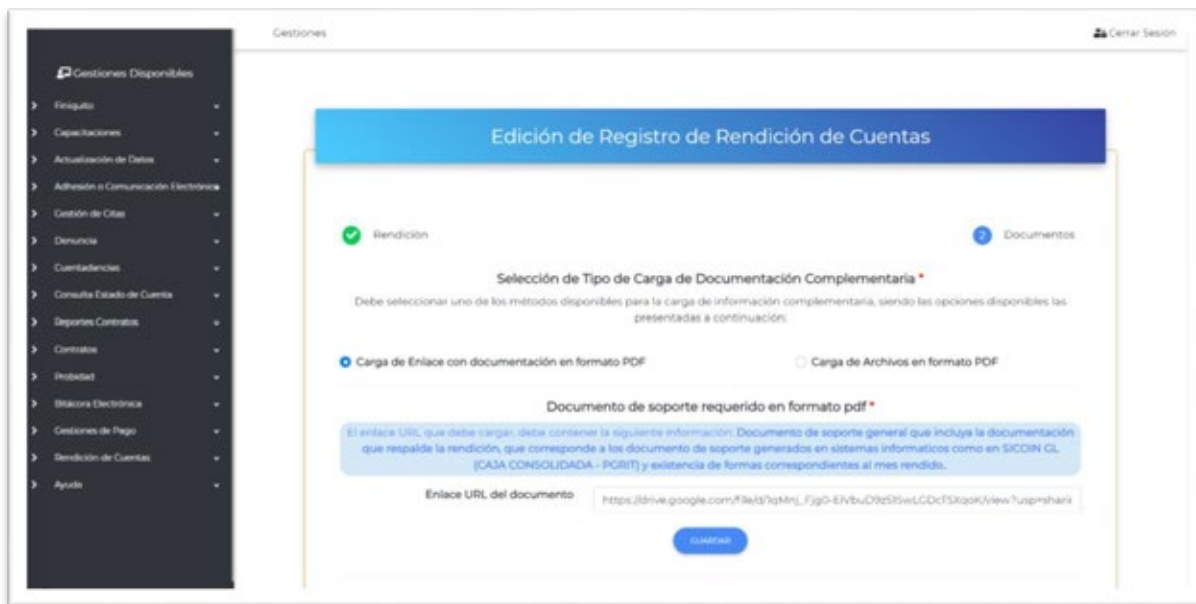 Gestiones
Cerrar Sesión
Gestiones Disponibles
Finiquito
Capacitaciones
Actualización de Datos
Adhesión a Comunicación Electrónica
Gestión de Citas
Denuncia
Cuentadancias
Consulta Estado de Cuenta
Reportes Contratos
Contratos
Probidad
Bitácora Electrónica
Gestiones de Pago
Rendición de Cuentas
Ayuda
Edición de Registro de Rendición de Cuentas
Rendición
2 Documentos
Selección de Tipo de Carga de Documentación Complementaria *
Debe seleccionar uno de los métodos disponibles para la carga de información complementaria, siendo las opciones disponibles las
presentadas a continuación:
Carga de Enlace con documentación en formato PDF
Carga de Archivos en formato PDF
Documento de soporte requerido en formato pdf *
El enlace URL que debe cargar, debe contener la siguiente información: Documento de soporte general que incluya la documentación
que respalde la rendición, que corresponde a los documento de soporte generados en sistemas informaticos como en SICOIN GL
(CAJA CONSOLIDADA - PGRIT) y existencia de formas correspondientes al mes rendido.
Enlace URL del documento
GUARDAR